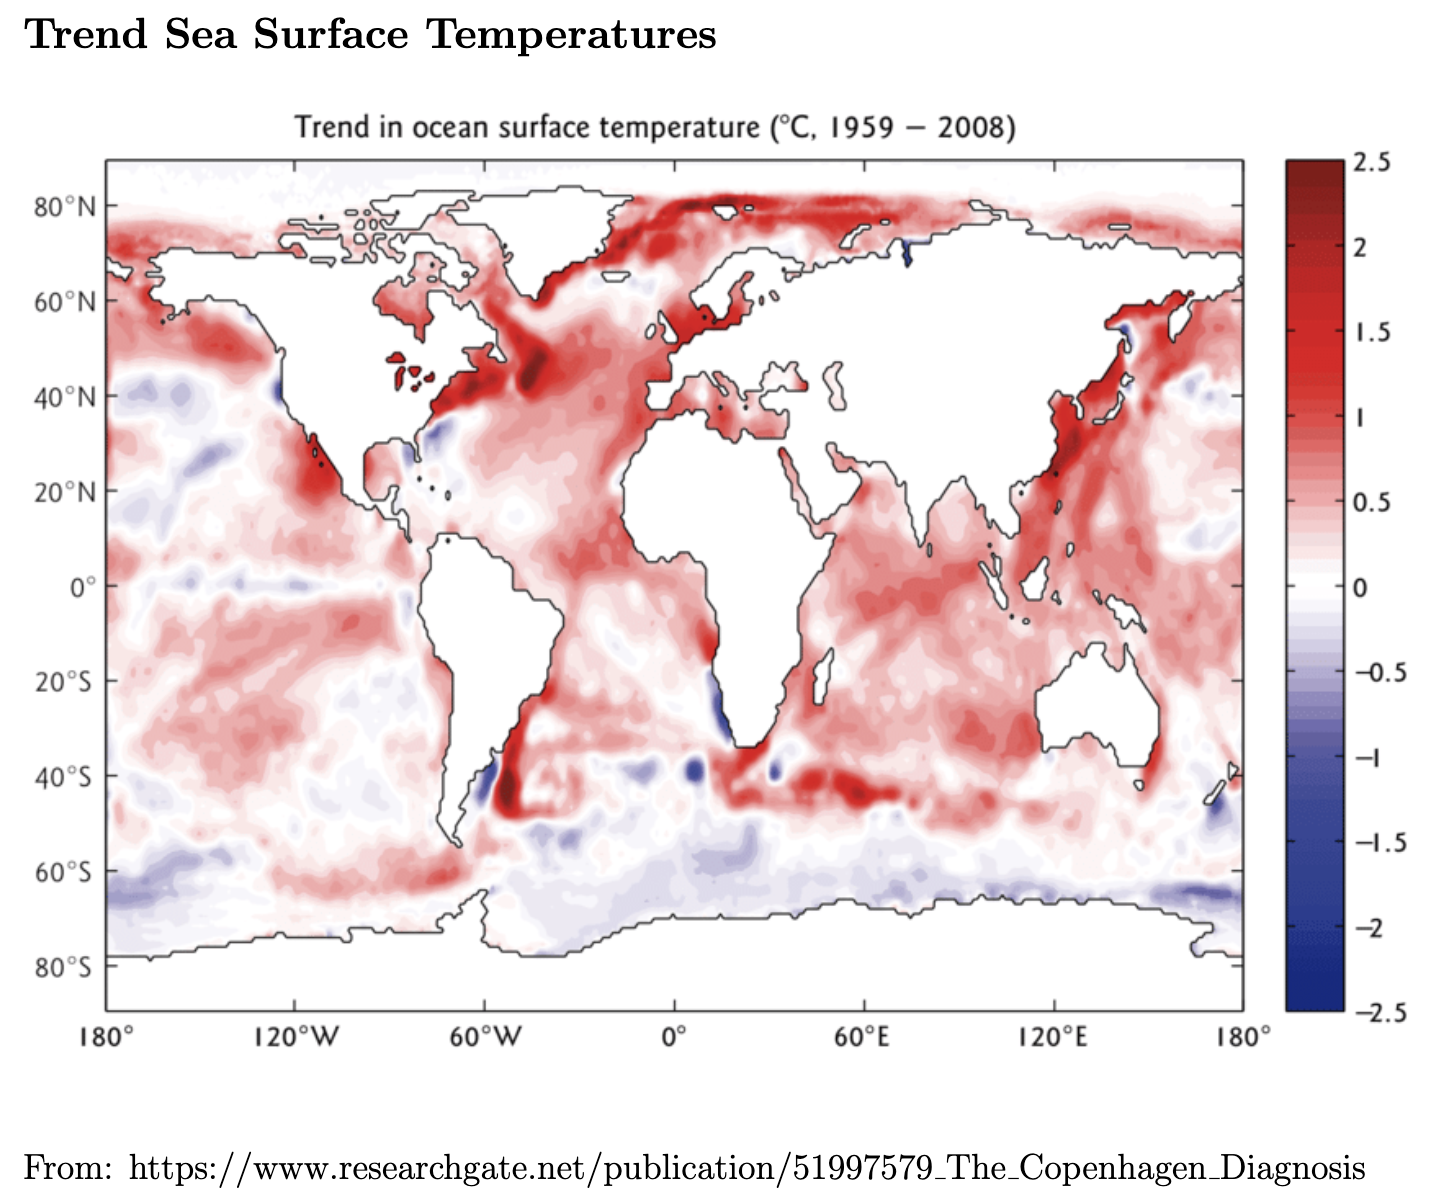 Trend Sea Surface Temperatures
Trend in ocean surface temperature (°C, 1959 – 2008)
80°N
60°N
40°N
20°N
0°
20°S
40°S
60°S
80°S
180°
120°W
60°W
0°
60°E
120°E
180°
2.5
2
1.5
1
0.5
0
−0.5
−1
−1.5
−2
−2.5
From: https://www.researchgate.net/publication/51997579_The_Copenhagen_Diagnosis